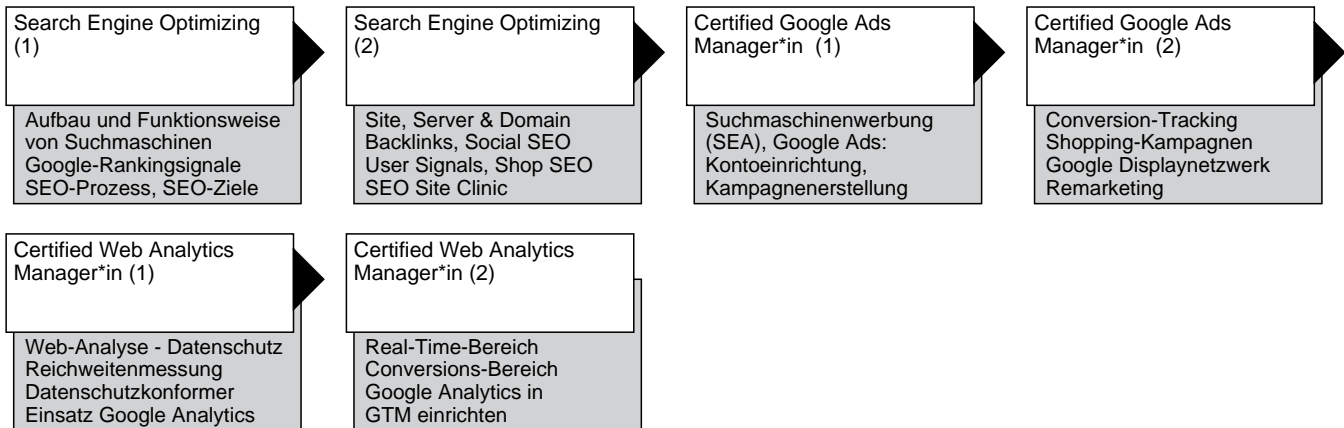 Search Engine Optimizing
(1)
Aufbau und Funktionsweise
von Suchmaschinen
Google-Rankingsignale
SEO-Prozess, SEO-Ziele
Search Engine Optimizing
(2)
Site, Server & Domain
Backlinks, Social SEO
User Signals, Shop SEO
SEO Site Clinic
Certified Google Ads
Manager*in (1)
Suchmaschinenwerbung
(SEA), Google Ads:
Kontoeinrichtung,
Kampagnenerstellung
Certified Google Ads
Manager*in (2)
Conversion-Tracking
Shopping-Kampagnen
Google Displaynetzwerk
Remarketing
Certified Web Analytics
Manager*in (1)
Web-Analyse - Datenschutz
Reichweitenmessung
Datenschutzkonformer
Einsatz Google Analytics
Certified Web Analytics
Manager*in (2)
Real-Time-Bereich
Conversions-Bereich
Google Analytics in
GTM einrichten